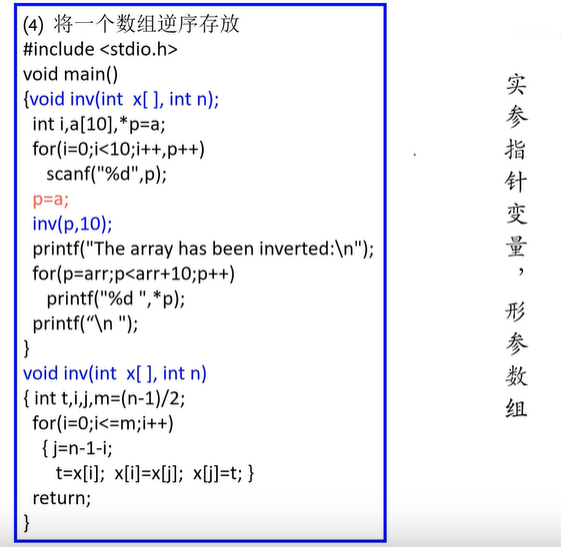 (4) 将一个数组逆序存放
#include <stdio.h>
void main()
{void inv(int x[ ], int n);
int i,a[10],*p=a;
for(i=0;i<10;i++,p++)
scanf("%d",p);
p=a;
inv(p,10);
printf("The array has been inverted:\n");
for(p=arr;p<arr+10;p++)
printf("%d ",*p);
printf(“\n ");
}
void inv(int x[ ], int n)
{ int t,i,j,m=(n-1)/2;
for(i=0;i<=m;i++)
{ j=n-1-i;
t=x[i]; x[i]=x[j]; x[j]=t; }
return;
}
实参指针变量，形参数组